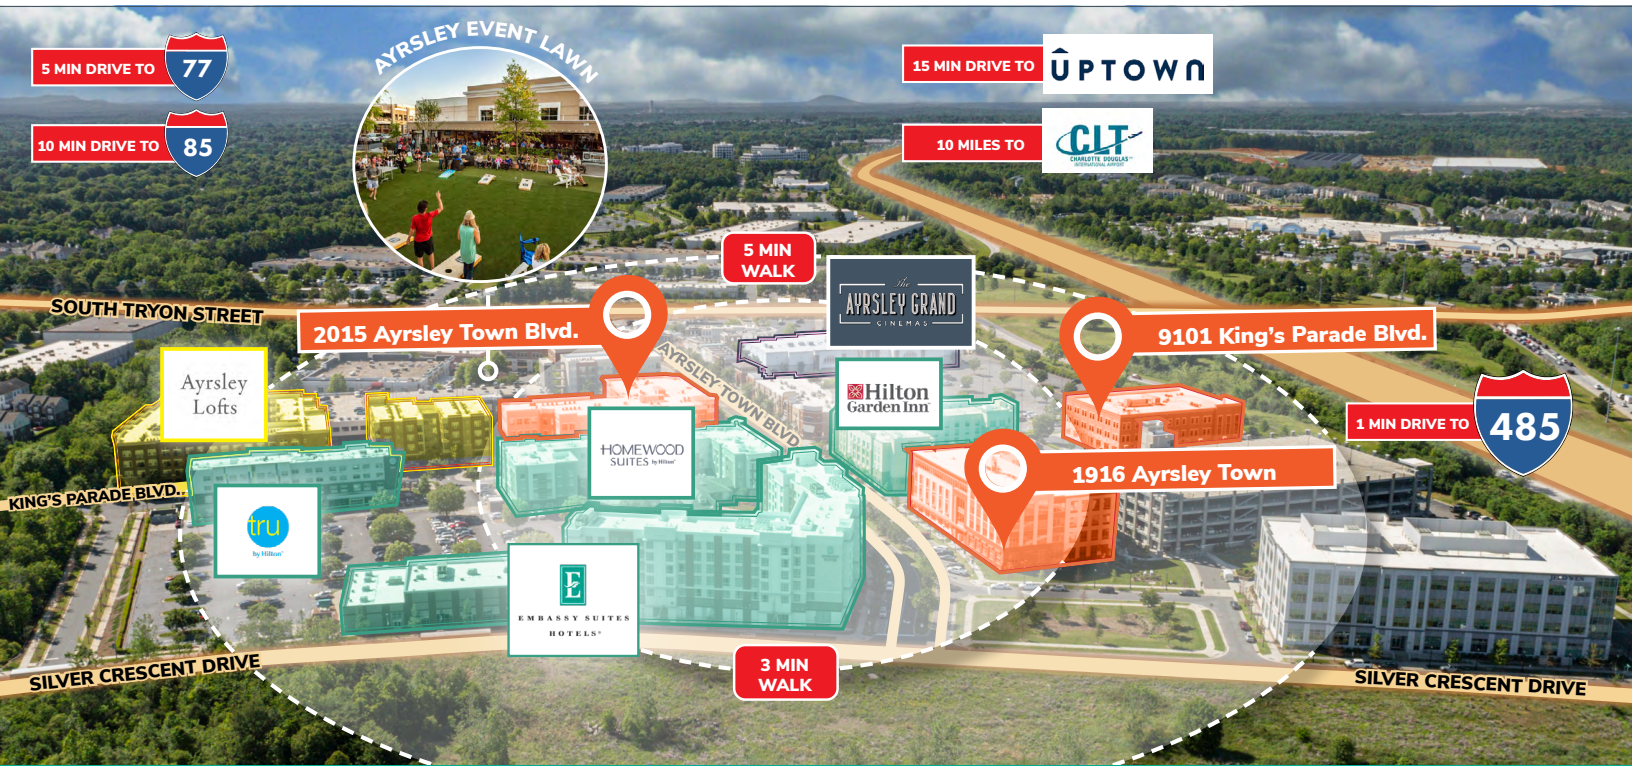 AYRSLEY EVENT LAWN
5 MIN DRIVE TO
77
10 MIN DRIVE TO
85
15 MIN DRIVE TO
UPTOWN
10 MILES TO
CLT
CHARLOTTE DOUGLAS
INTERNATIONAL AIRPORT
5 MIN
WALK
The
AYRSLEY GRAND
CINEMAS
SOUTH TRYON STREET
2015 Ayrsley Town Blvd.
9101 King's Parade Blvd.
AYRSLEY TOWN BLVD
Ayrsley
Lofts
Hilton
Garden Inn™
1 MIN DRIVE TO
485
HOMEWOOD
SUITES by Hilton™
1916 Ayrsley Town
KING'S PARADE BLVD.
tru
by Hilton™
E
EMBASSY SUITES
HOTELS®
3 MIN
WALK
SILVER CRESCENT DRIVE
SILVER CRESCENT DRIVE